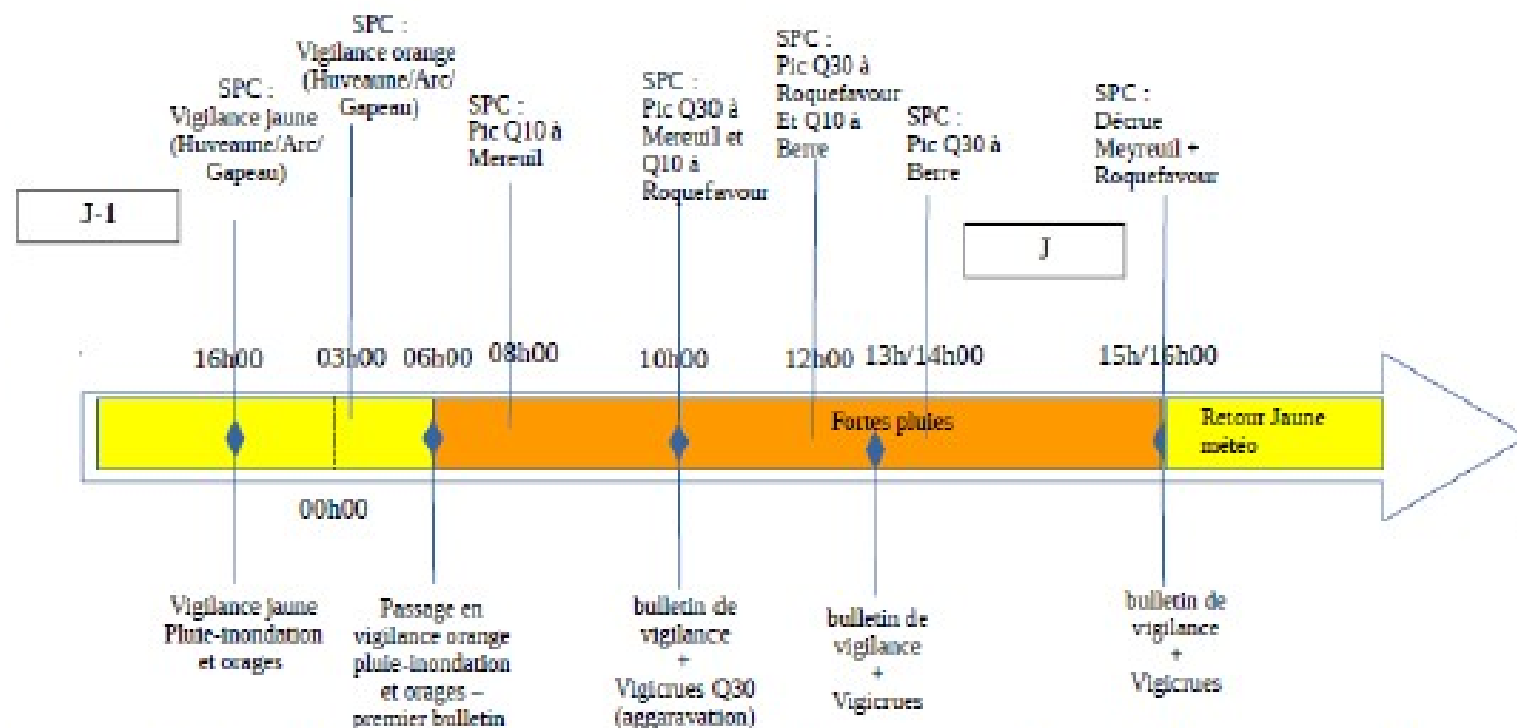 SPC :
Vigilance orange
(Huveaune/Arc/
Gapeau)
SPC :
Vigilance jaune
(Huveaune/Arc/
Gapeau)
SPC :
Pic Q10 à
Mereuil
SPC :
Pic Q30 à
Mereuil et
Q10 à
Roquefavour
SPC :
Pic Q30 à
Roquefavour
Et Q10 à
Berre
SPC :
Pic Q30 à
Berre
SPC :
Décrue
Meyreuil +
Roquefavour
J-1
J
16h00
03h00
06h00
08h00
10h00
12h00
13h/14h00
15h/16h00
Fortes pluies
Retour Jaune
météo
00h00
Vigilance jaune
Pluie-inondation
et orages
Passage en
vigilance orange
pluie-inondation
et orages –
premier bulletin
bulletin de
vigilance
+
Vigicrues Q30
(aggaravation)
bulletin de
vigilance
+
Vigicrues
bulletin de
vigilance
+
Vigicrues